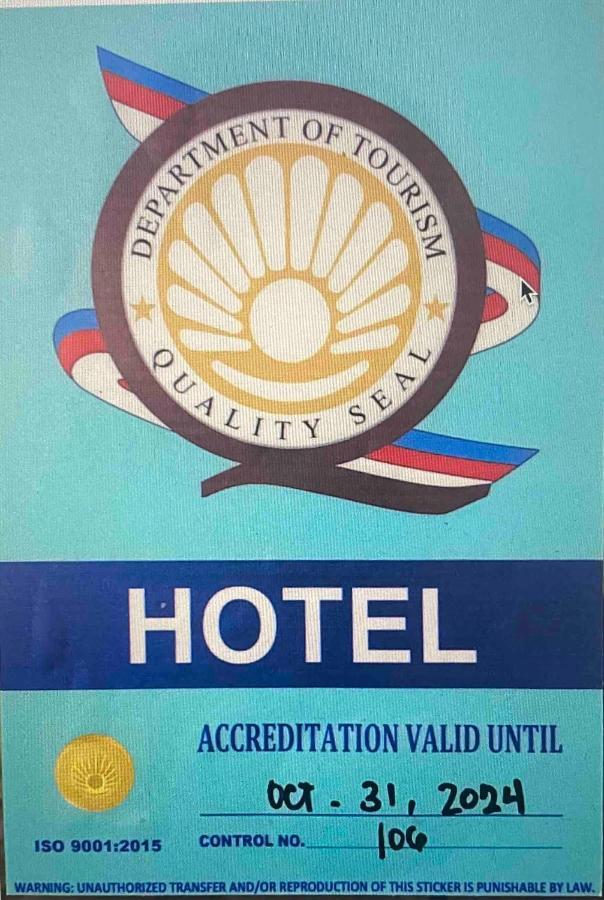 DEPARTMENT OF TOURISM
QUALITY SEAL
HOTEL
ACCREDITATION VALID UNTIL
OCT - 31, 2024
ISO 9001:2015
CONTROL NO. 106
WARNING: UNAUTHORIZED TRANSFER AND/OR REPRODUCTION OF THIS STICKER IS PUNISHABLE BY LAW.